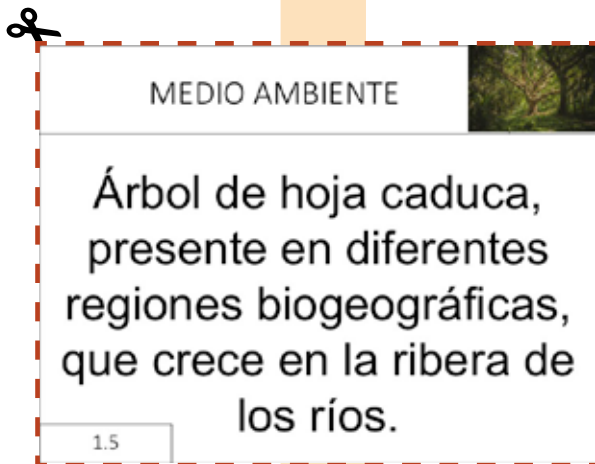 MEDIO AMBIENTE
Árbol de hoja caduca,
presente en diferentes
regiones biogeográficas,
que crece en la ribera de
los ríos.
1.5